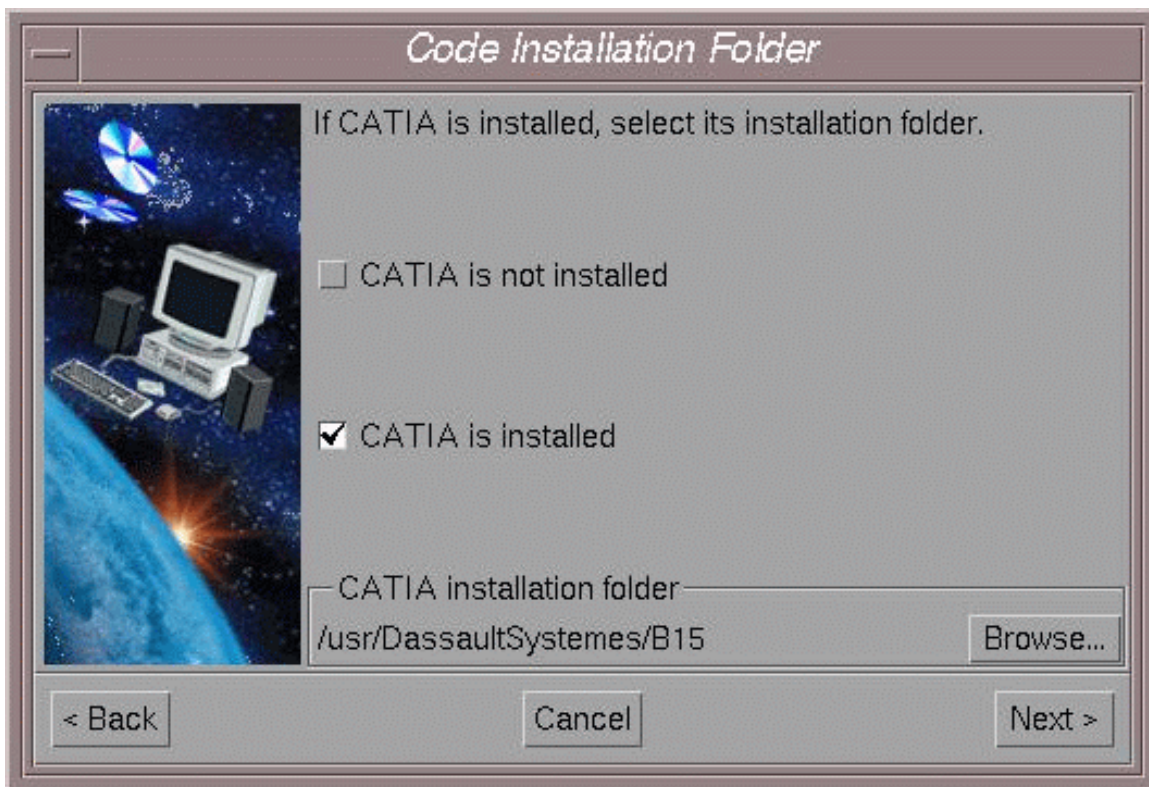 Code Installation Folder
If CATIA is installed, select its installation folder.
CATIA is not installed
CATIA is installed
CATIA installation folder
/usr/DassaultSystemes/B15
Browse...
< Back
Cancel
Next >